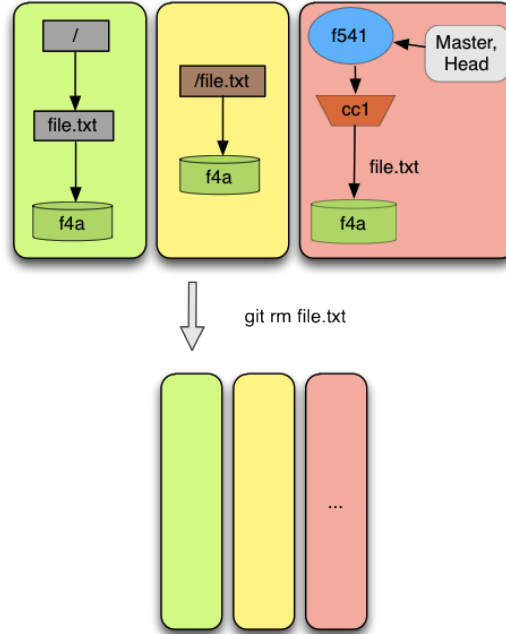 /
file.txt
f4a
/file.txt
f4a
f541
Master,
Head
cc1
file.txt
f4a
git rm file.txt
...